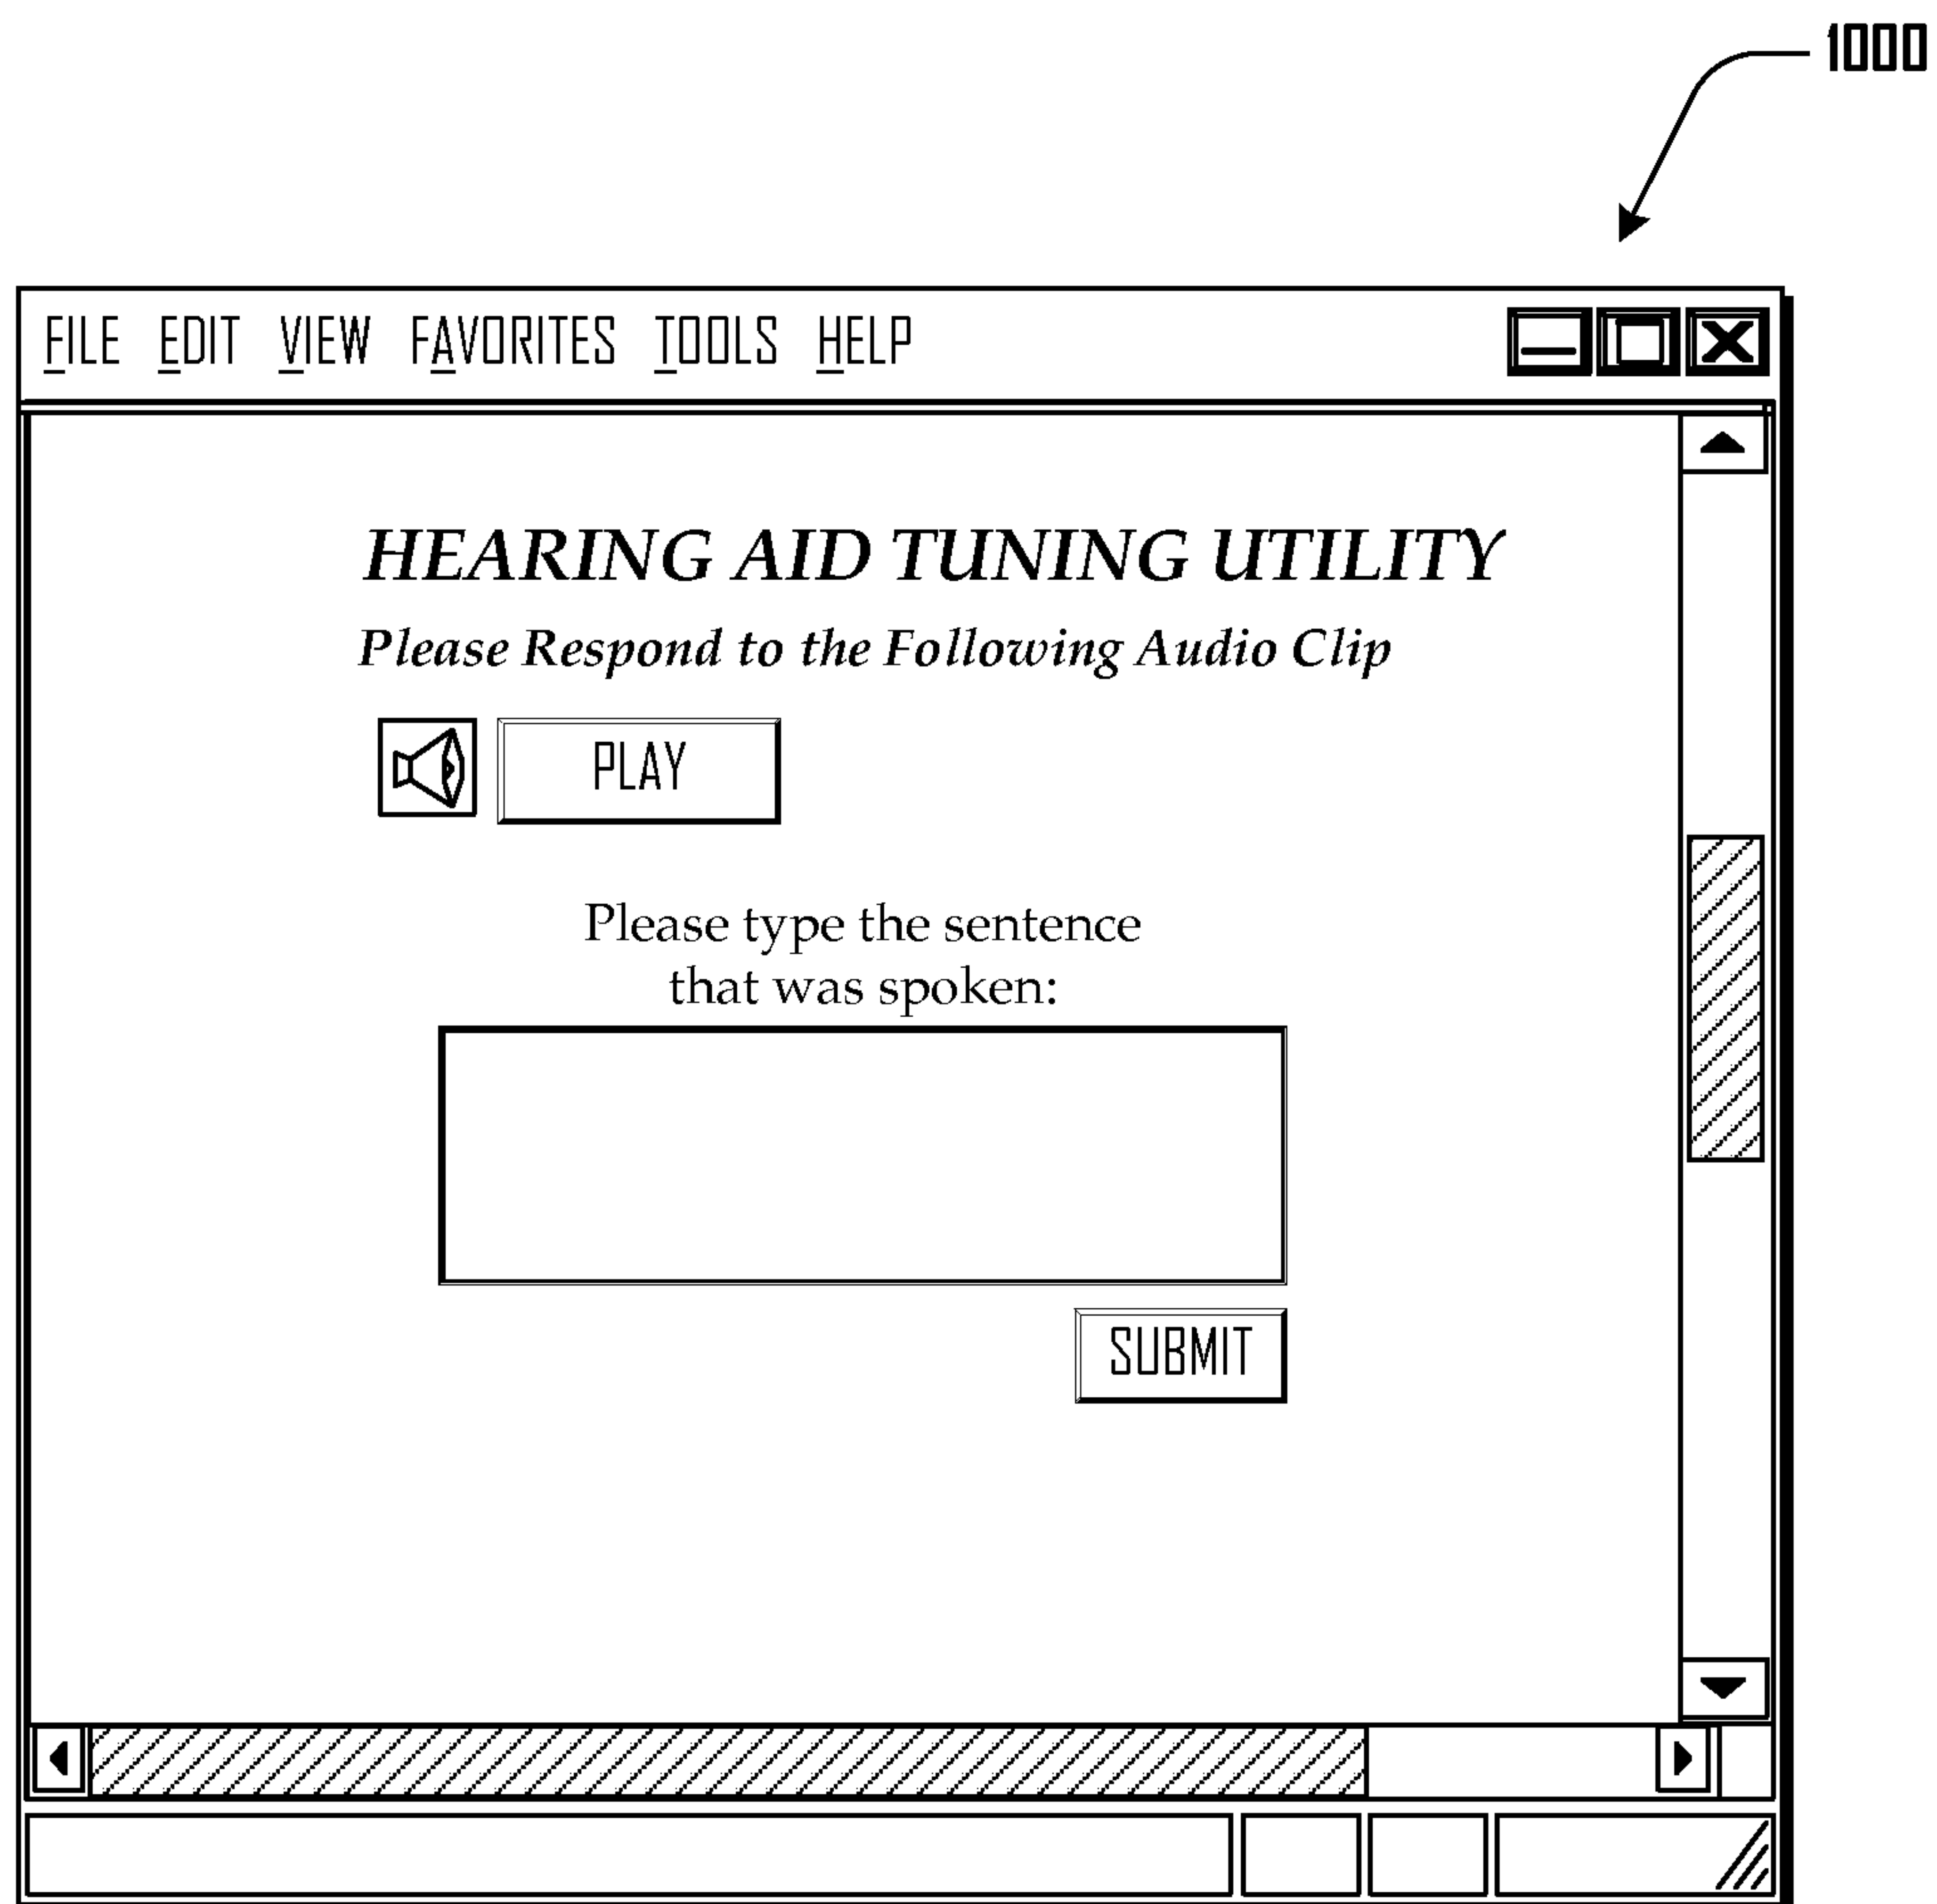 1000
FILE EDIT VIEW FAVORITES TOOLS HELP
HEARING AID TUNING UTILITY
Please Respond to the Following Audio Clip
PLAY
Please type the sentence
that was spoken:
SUBMIT